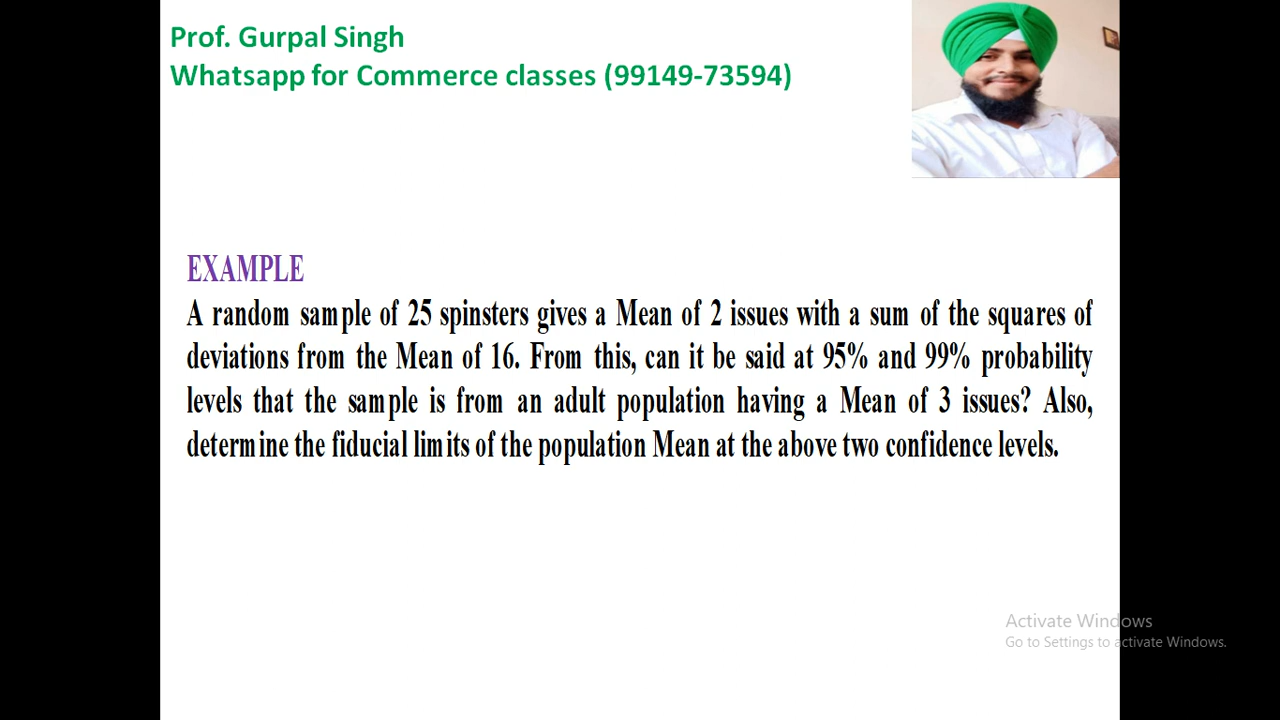 Prof. Gurpal Singh
Whatsapp for Commerce classes (99149-73594)
EXAMPLE
A random sample of 25 spinsters gives a Mean of 2 issues with a sum of the squares of
deviations from the Mean of 16. From this, can it be said at 95% and 99% probability
levels that the sample is from an adult population having a Mean of 3 issues? Also,
determine the fiducial limits of the population Mean at the above two confidence levels.
Activate Windows
Go to Settings to activate Windows.